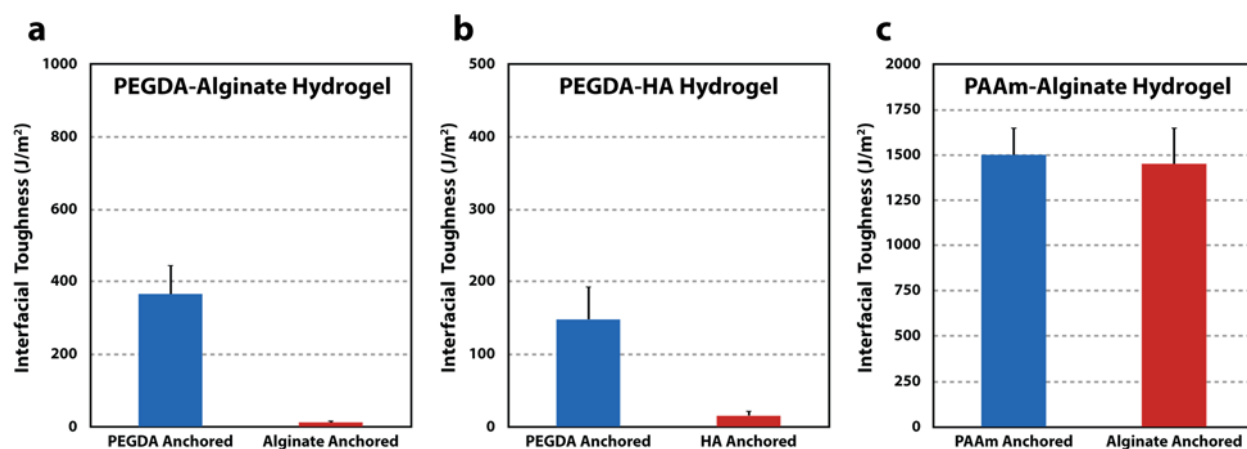 a
PEGDA-Alginate Hydrogel
Interfacial Toughness (J/m²)
1000
800
600
400
200
0
PEGDA Anchored
Alginate Anchored
b
PEGDA-HA Hydrogel
Interfacial Toughness (J/m²)
500
400
300
200
100
0
PEGDA Anchored
HA Anchored
c
PAAm-Alginate Hydrogel
Interfacial Toughness (J/m²)
2000
1750
1500
1250
1000
750
500
250
0
PAAm Anchored
Alginate Anchored